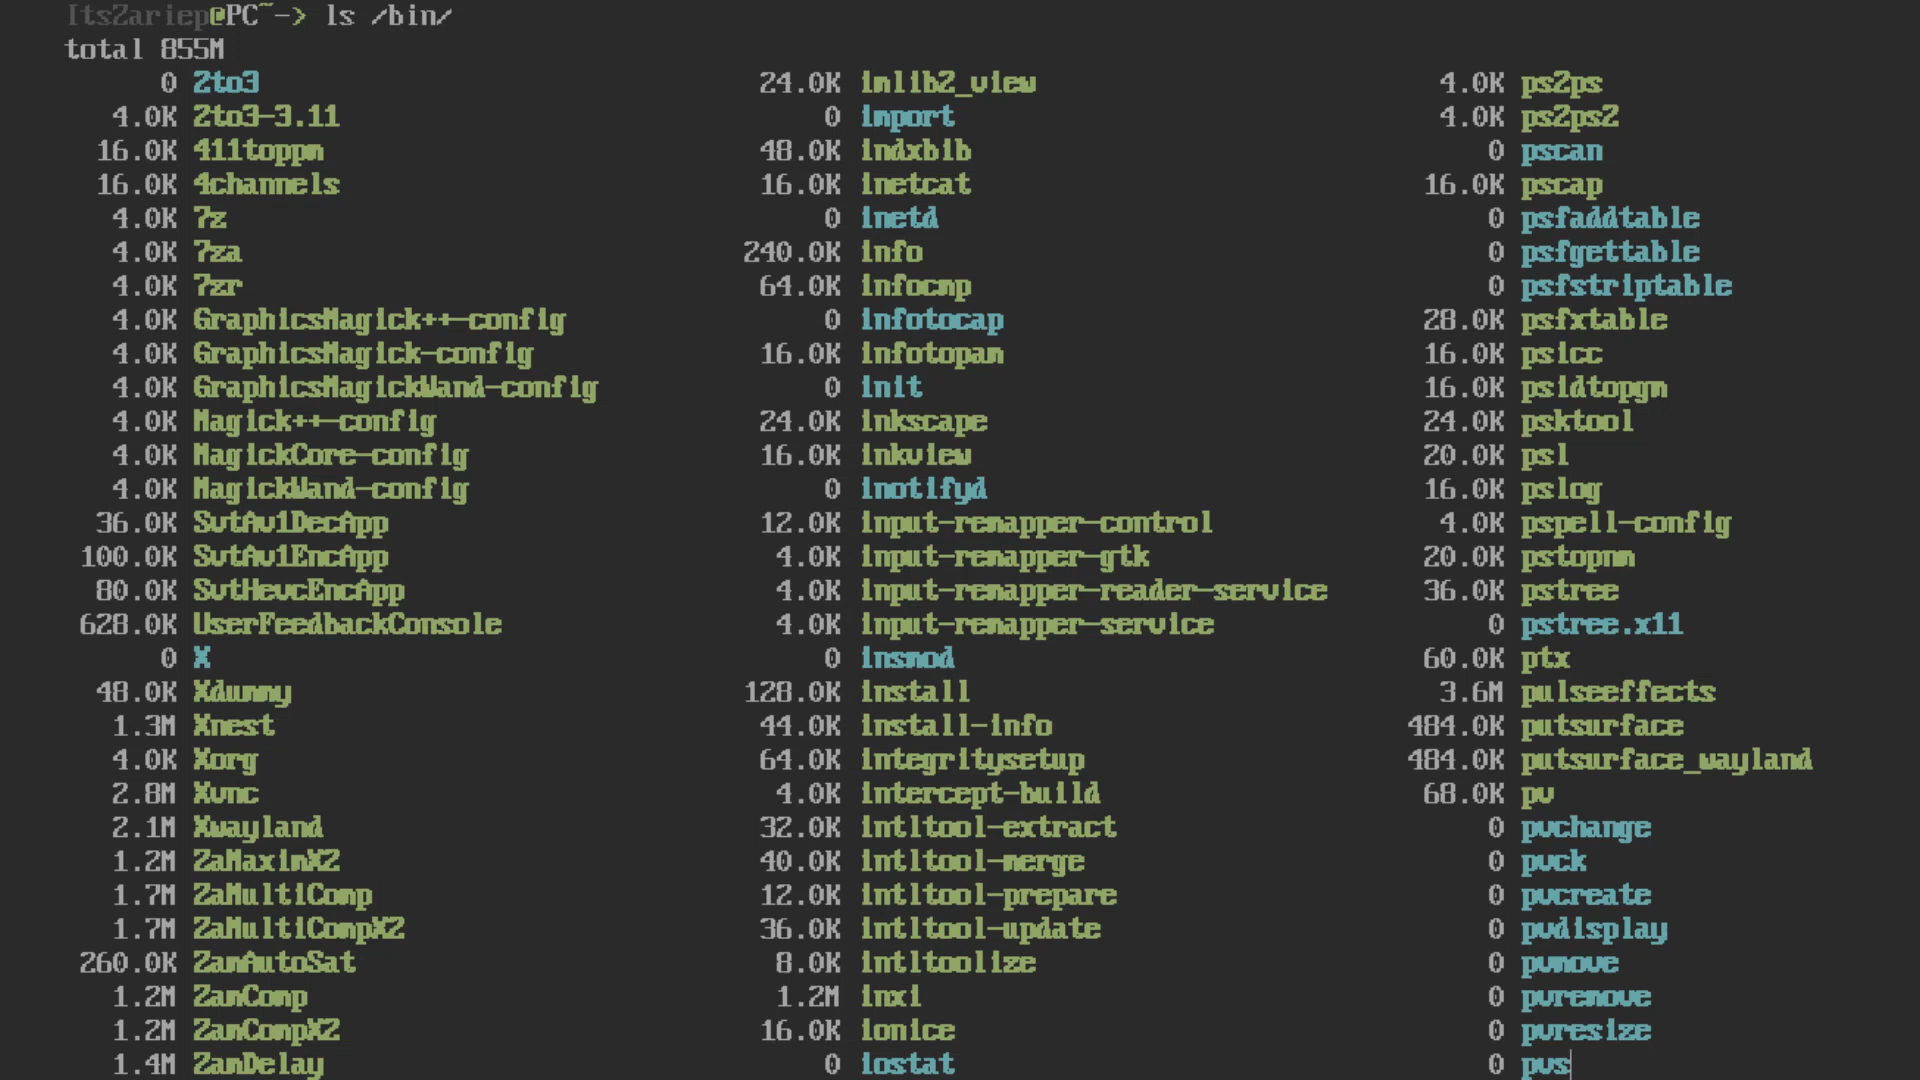 ItsZariep@PC~-> ls /bin/
total 855M
0 2to3 24.0K imlib2_view 4.0K ps2ps
4.0K 2to3-3.11 0 import 4.0K ps2ps2
16.0K 411toppm 48.0K indxbib 0 pscan
16.0K 4channels 16.0K inetcat 16.0K pscap
4.0K 7z 0 inetd 0 psfaddtable
4.0K 7za 240.0K info 0 psfgettable
4.0K 7zr 64.0K infocmp 0 psfstriptable
4.0K GraphicsMagick++-config 0 infotocap 28.0K psfxtable
4.0K GraphicsMagick-config 16.0K infotopam 16.0K psicc
4.0K GraphicsMagickWand-config 0 init 16.0K psidtopgm
4.0K Magick++-config 24.0K inkscape 24.0K psktool
4.0K MagickCore-config 16.0K inkview 20.0K psl
4.0K MagickWand-config 0 inotifyd 16.0K pslog
36.0K SvtAv1DecApp 12.0K input-remapper-control 4.0K pspell-config
100.0K SvtAv1EncApp 4.0K input-remapper-gtk 20.0K pstopnm
80.0K SvtHevcEncApp 4.0K input-remapper-reader-service 36.0K pstree
628.0K UserFeedbackConsole 4.0K input-remapper-service 0 pstree.x11
0 X 0 insmod 60.0K ptx
48.0K Xdummy 128.0K install 3.6M pulseeffects
1.3M Xnest 44.0K install-info 484.0K putsurface
4.0K Xorg 64.0K integritysetup 484.0K putsurface_wayland
2.8M Xvnc 4.0K intercept-build 68.0K pv
2.1M Xwayland 32.0K intltool-extract 0 pvchange
1.2M ZaMaximX2 40.0K intltool-merge 0 pvck
1.7M ZaMultiComp 12.0K intltool-prepare 0 pvcreate
1.7M ZaMultiCompX2 36.0K intltool-update 0 pvdisplay
260.0K ZamAutoSat 8.0K intltoolize 0 pvmove
1.2M ZamComp 1.2M inxi 0 pvremove
1.2M ZamCompX2 16.0K ionice 0 pvresize
1.4M ZamDelay 0 iostat 0 pvs